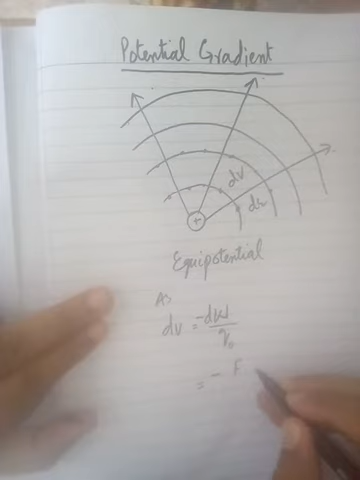 Potential Gradient
dv
dr
+
Equipotential
As
dv = -dW/q₀
= - F